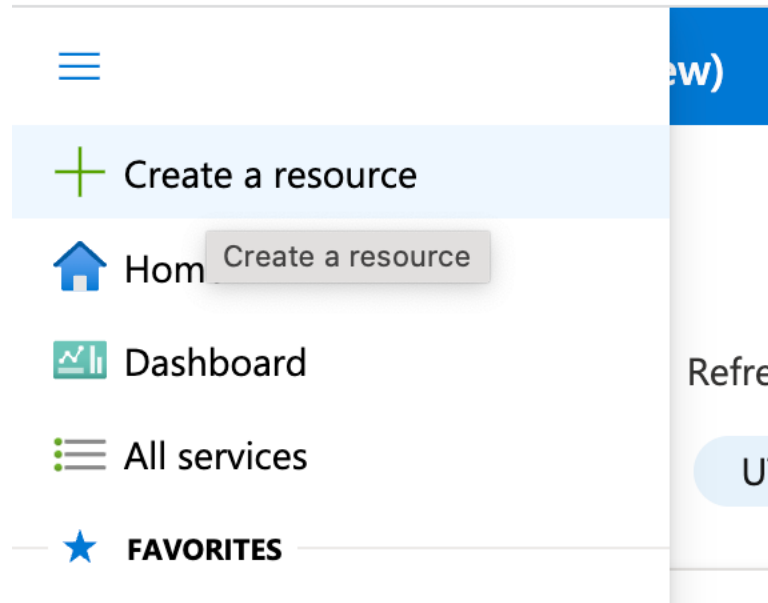 ew)
Create a resource
Create a resource
Hom
Dashboard
Refre
All services
U
FAVORITES